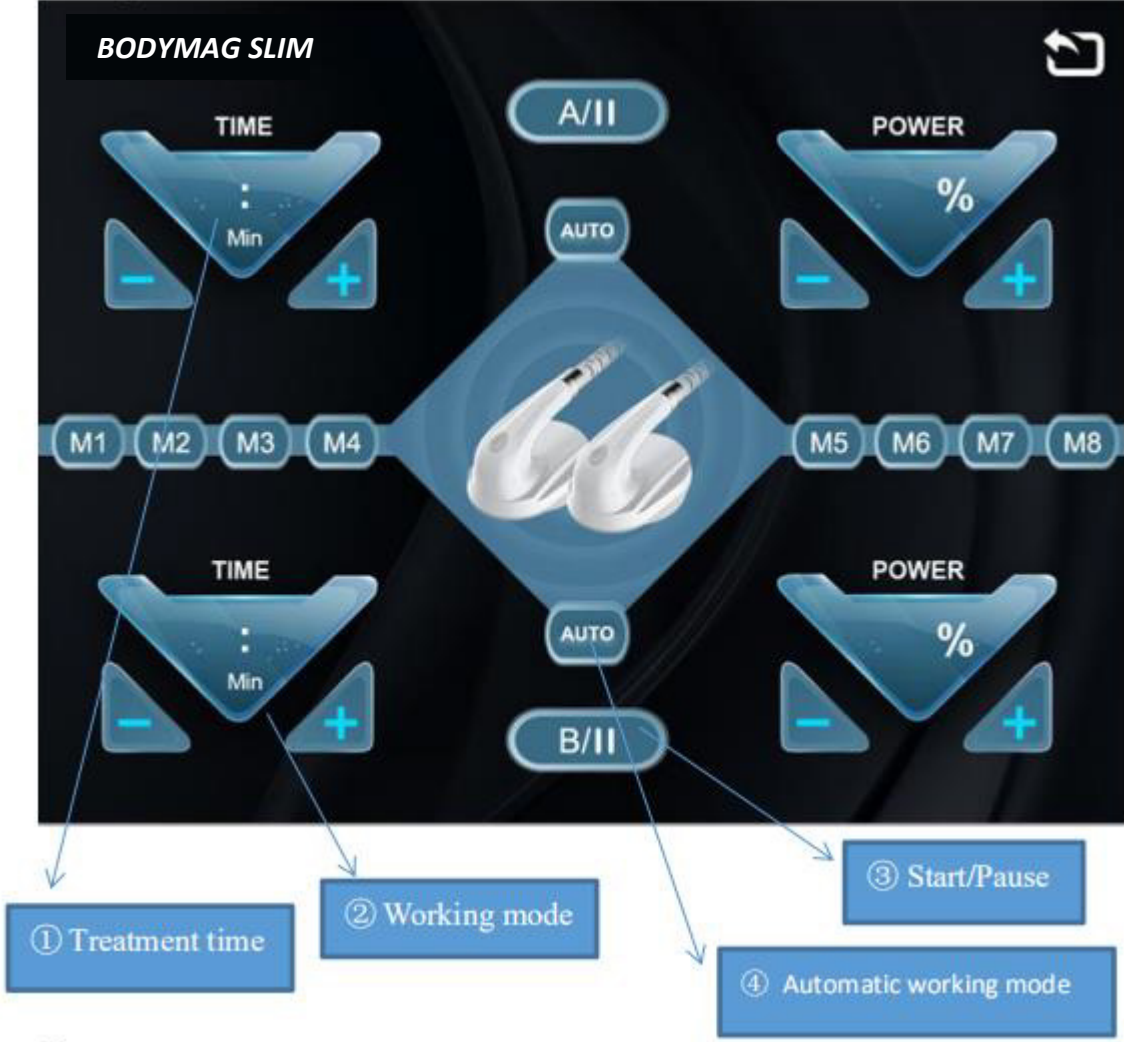 BODYMAG SLIM
A/II
TIME
POWER
:
%
Min
AUTO
-
+
-
+
M1 M2 M3 M4
M5 M6 M7 M8
TIME
POWER
:
%
Min
AUTO
-
+
-
+
B/II
③ Start/Pause
② Working mode
① Treatment time
④ Automatic working mode